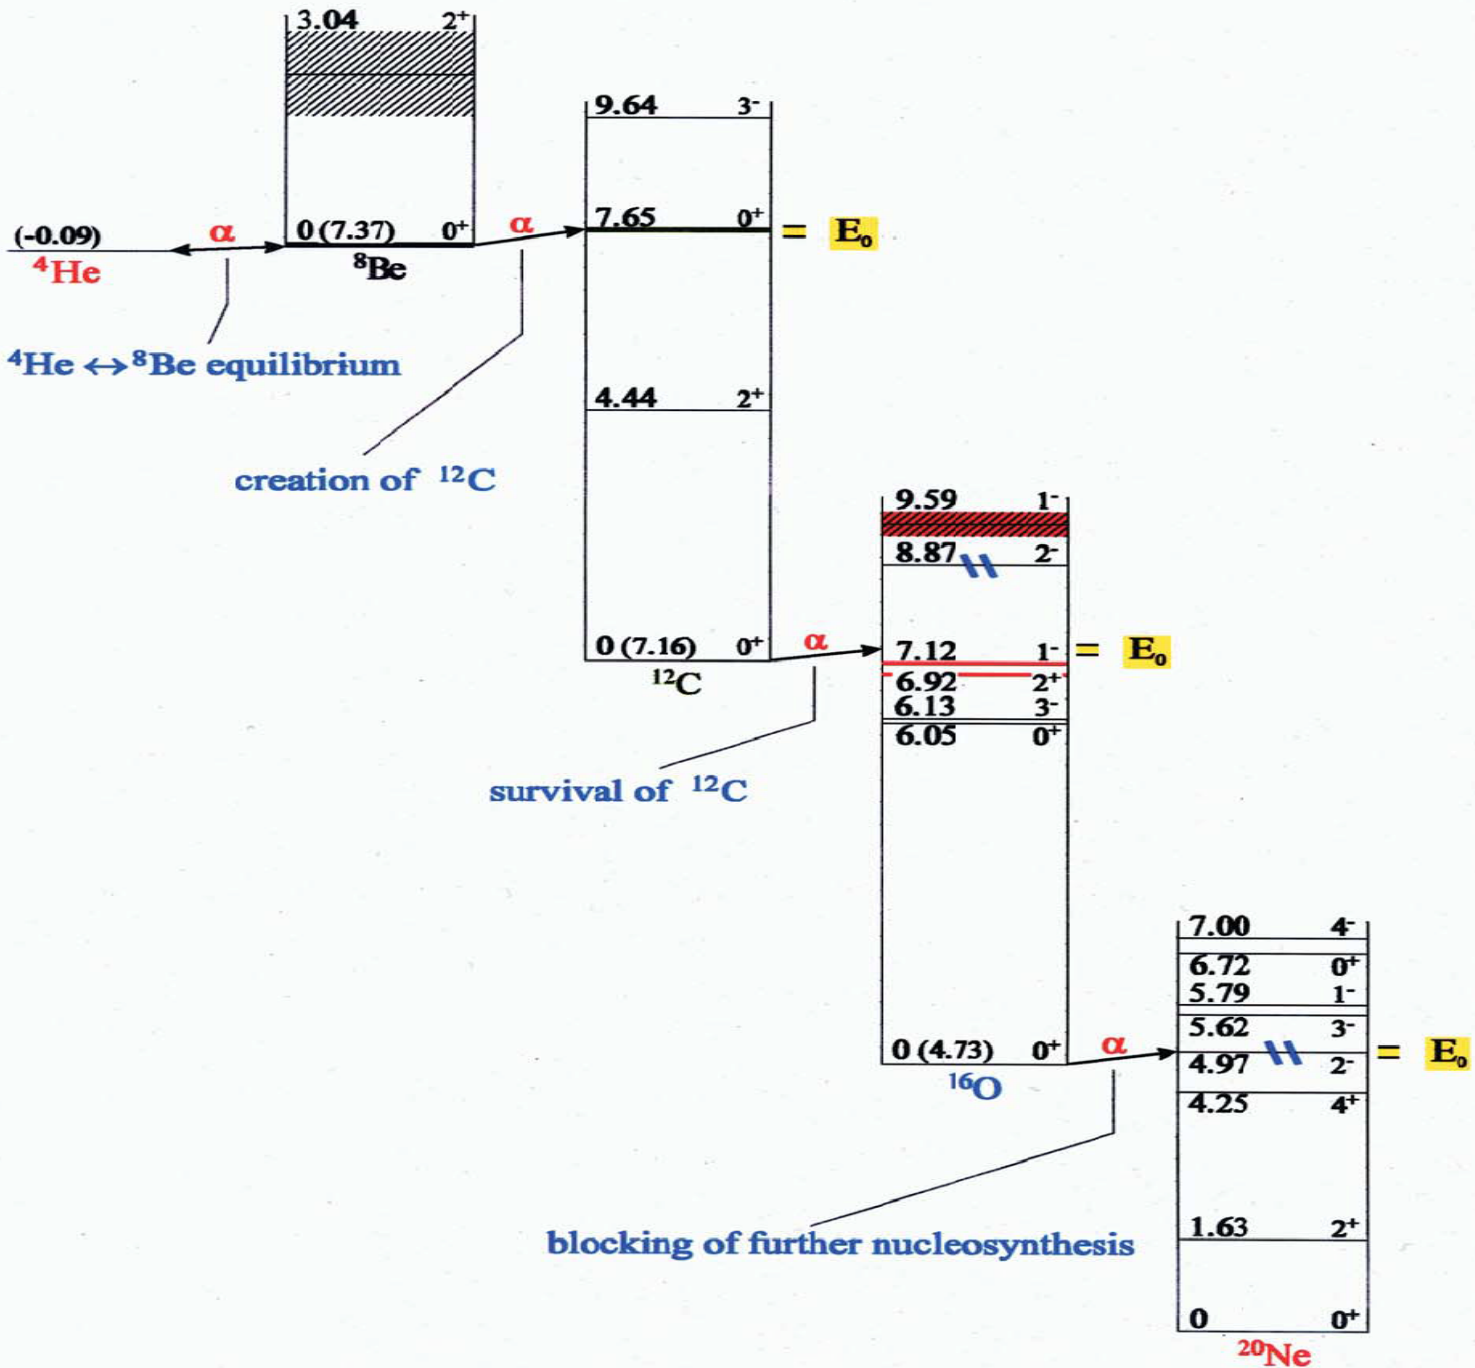 3.04 2⁺
0 (7.37) 0⁺
⁸Be
(-0.09)
⁴He
α
⁴He ↔ ⁸Be equilibrium
α
creation of ¹²C
9.64 3⁻
7.65 0⁺
= E₀
4.44 2⁺
0 (7.16) 0⁺
¹²C
α
survival of ¹²C
9.59 1⁻
8.87 2⁻
7.12 1⁻
= E₀
6.92 2⁺
6.13 3⁻
6.05 0⁺
0 (4.73) 0⁺
¹⁶O
α
blocking of further nucleosynthesis
7.00 4⁻
6.72 0⁺
5.79 1⁻
5.62 3⁻
= E₀
4.97 2⁻
4.25 4⁺
1.63 2⁺
0 0⁺
²⁰Ne